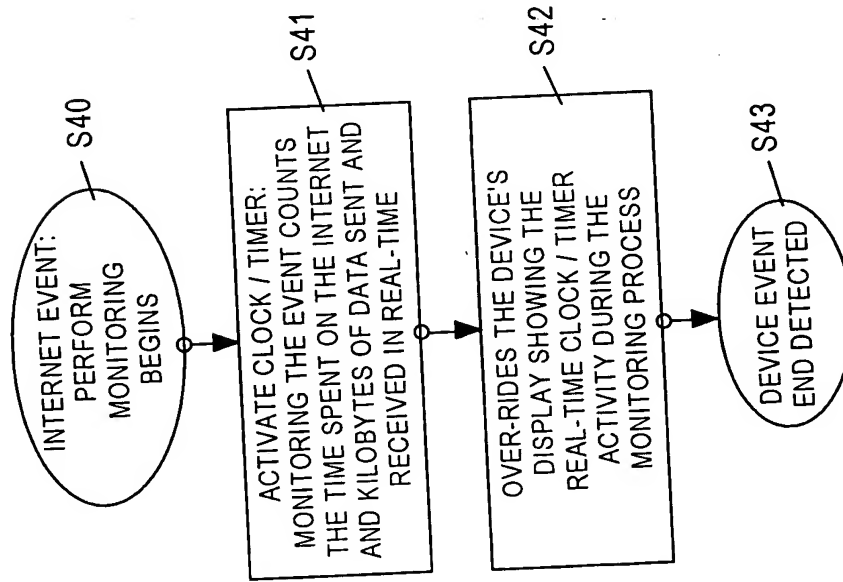 S40
INTERNET EVENT:
PERFORM
MONITORING
BEGINS
S41
ACTIVATE CLOCK / TIMER:
MONITORING THE EVENT COUNTS
THE TIME SPENT ON THE INTERNET
AND KILOBYTES OF DATA SENT AND
RECEIVED IN REAL-TIME
S42
OVER-RIDES THE DEVICE'S
DISPLAY SHOWING THE
REAL-TIME CLOCK / TIMER
ACTIVITY DURING THE
MONITORING PROCESS
S43
DEVICE EVENT
END DETECTED